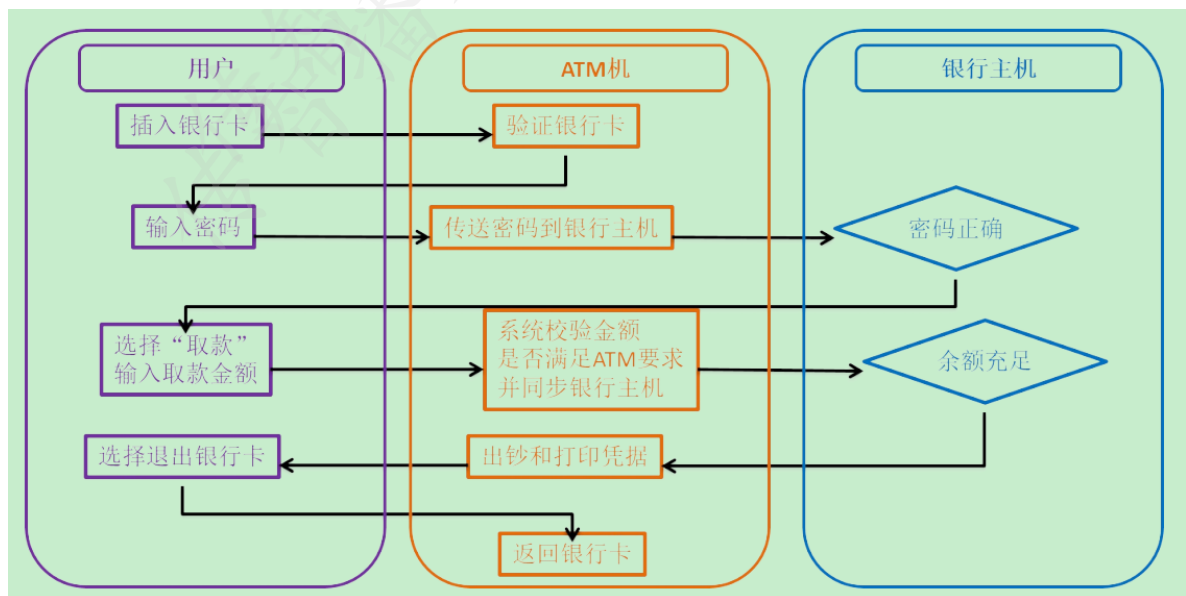 用户
ATM机
银行主机
插入银行卡
验证银行卡
输入密码
传送密码到银行主机
密码正确
选择“取款”
输入取款金额
系统校验金额
是否满足ATM要求
并同步银行主机
余额充足
选择退出银行卡
出钞和打印凭据
返回银行卡